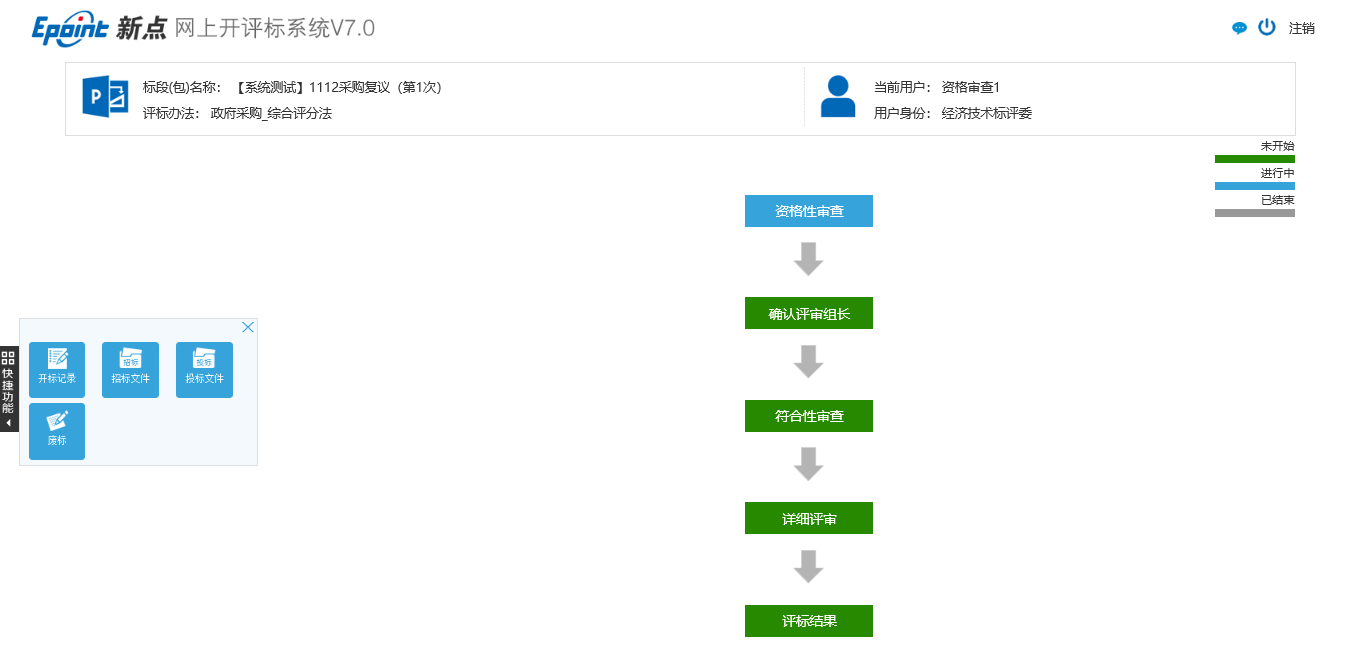 Epoint 新点 网上开评标系统V7.0
注销
标段(包)名称： 【系统测试】1112采购复议（第1次）
评标办法： 政府采购_综合评分法
当前用户： 资格审查1
用户身份： 经济技术标评委
未开始
进行中
已结束
资格性审查
确认评审组长
符合性审查
详细评审
评标结果
快捷功能
开标记录
招标
招标文件
投标
投标文件
废标